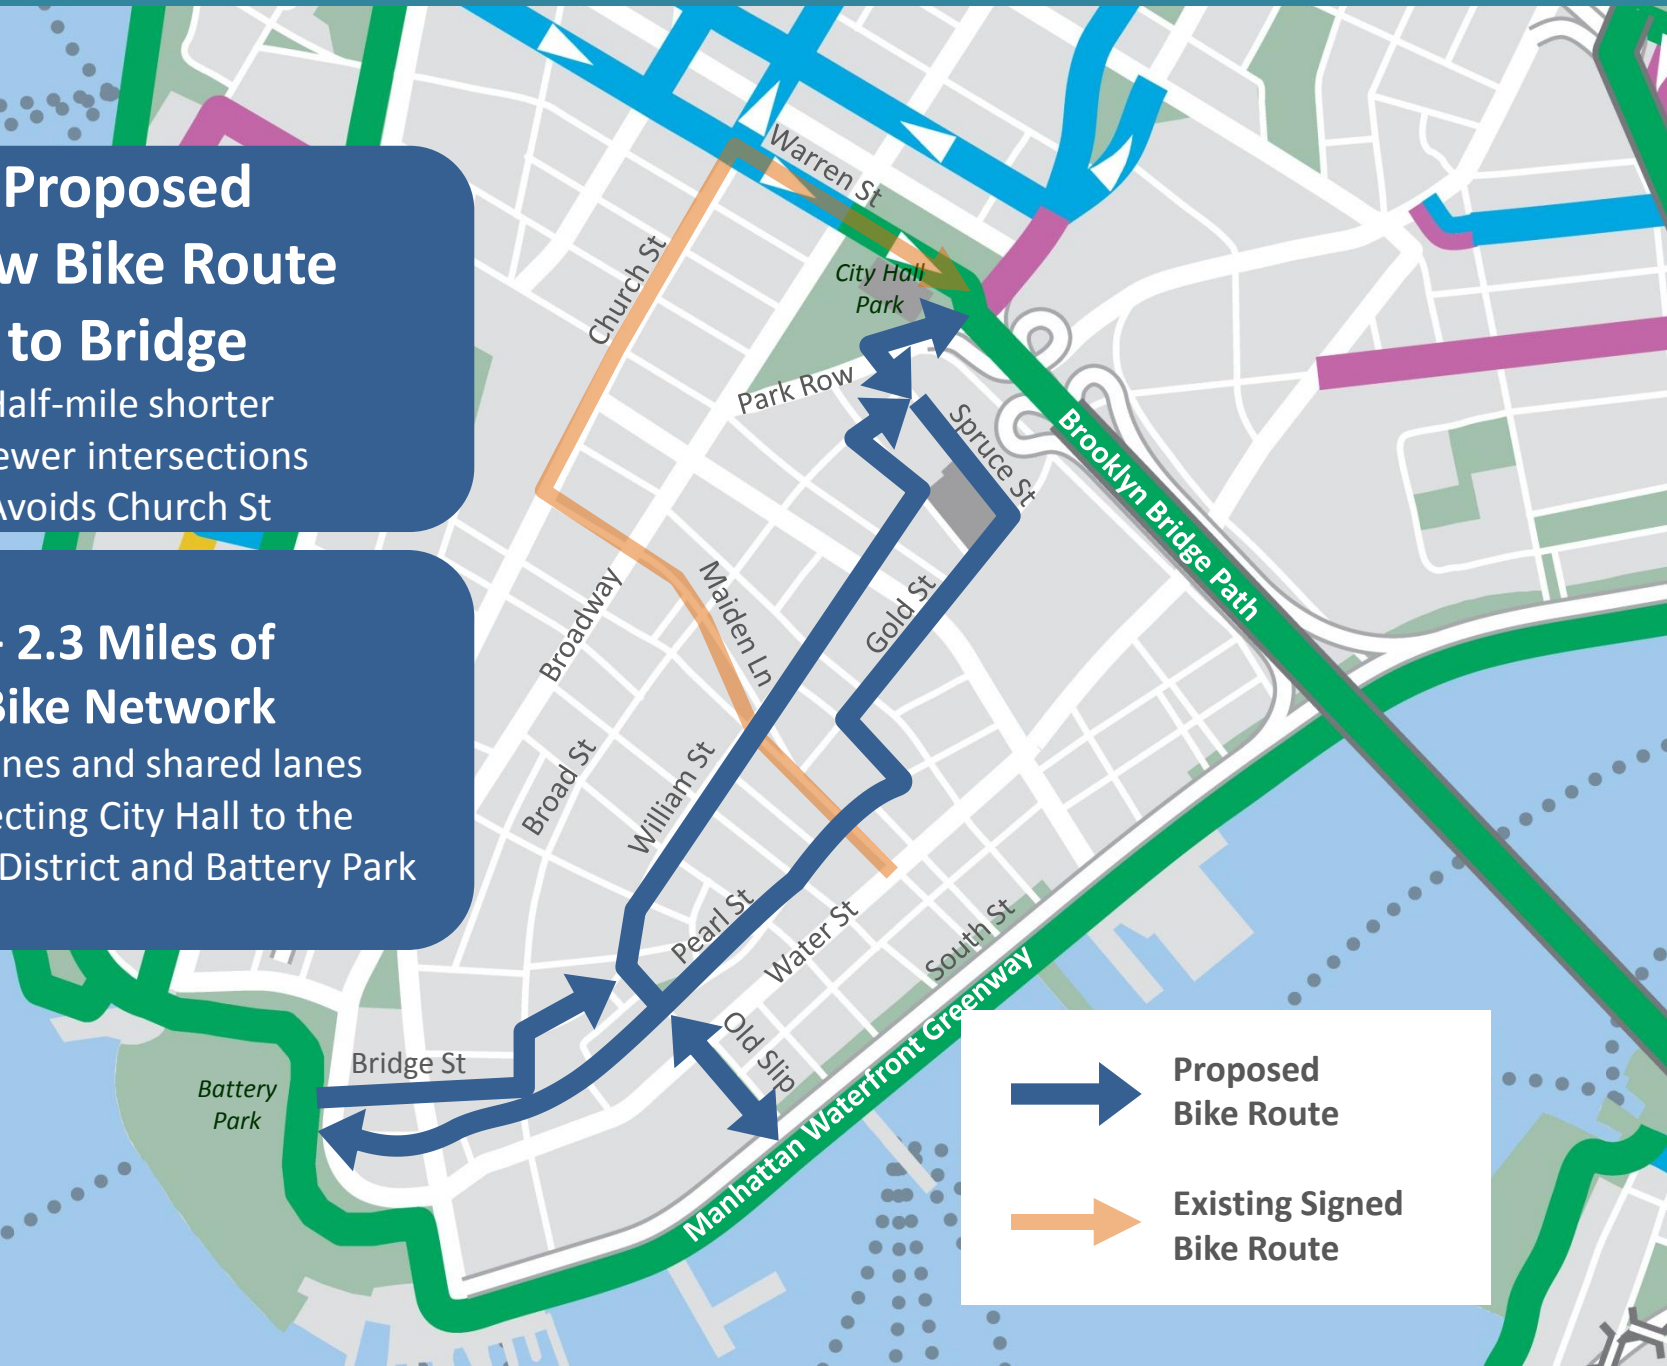 Proposed
w Bike Route
to Bridge
Half-mile shorter
ewer intersections
Avoids Church St
- 2.3 Miles of
Bike Network
nes and shared lanes
ecting City Hall to the
District and Battery Park
Warren St
Church St
City Hall
Park
Park Row
Spruce St
Brooklyn Bridge Path
Broadway
Maiden Ln
Gold St
Broad St
William St
Pearl St
Water St
South St
Old Slip
Manhattan Waterfront Greenway
Bridge St
Battery
Park
Proposed
Bike Route
Existing Signed
Bike Route